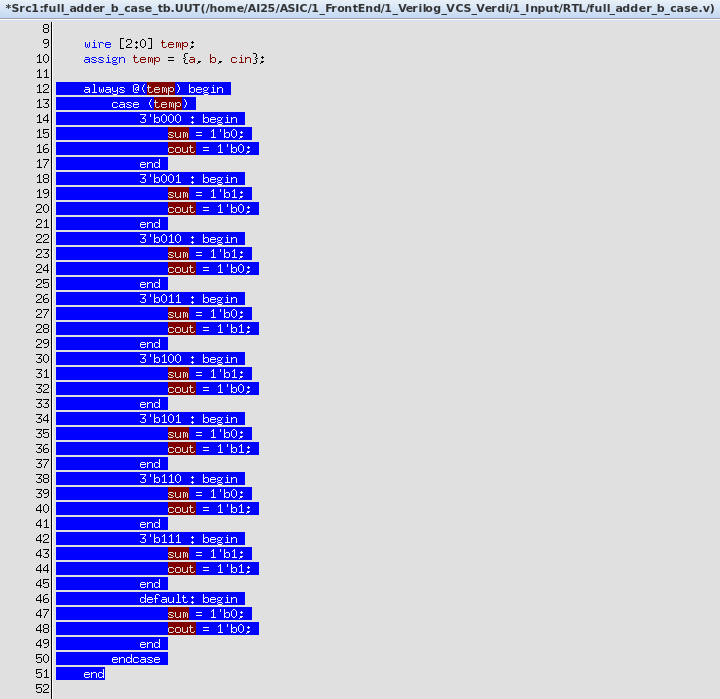 *Src1:full_adder_b_case_tb.UUT(/home/AI25/ASIC/1_FrontEnd/1_Verilog_VCS_Verdi/1_Input/RTL/full_adder_b_case.v)
8
9 wire [2:0] temp;
10 assign temp = {a, b, cin};
11
12 always @(temp) begin
13 case (temp)
14 3'b000 : begin
15 sum = 1'b0;
16 cout = 1'b0;
17 end
18 3'b001 : begin
19 sum = 1'b1;
20 cout = 1'b0;
21 end
22 3'b010 : begin
23 sum = 1'b1;
24 cout = 1'b0;
25 end
26 3'b011 : begin
27 sum = 1'b0;
28 cout = 1'b1;
29 end
30 3'b100 : begin
31 sum = 1'b1;
32 cout = 1'b0;
33 end
34 3'b101 : begin
35 sum = 1'b0;
36 cout = 1'b1;
37 end
38 3'b110 : begin
39 sum = 1'b0;
40 cout = 1'b1;
41 end
42 3'b111 : begin
43 sum = 1'b1;
44 cout = 1'b1;
45 end
46 default: begin
47 sum = 1'b0;
48 cout = 1'b0;
49 end
50 endcase
51 end
52